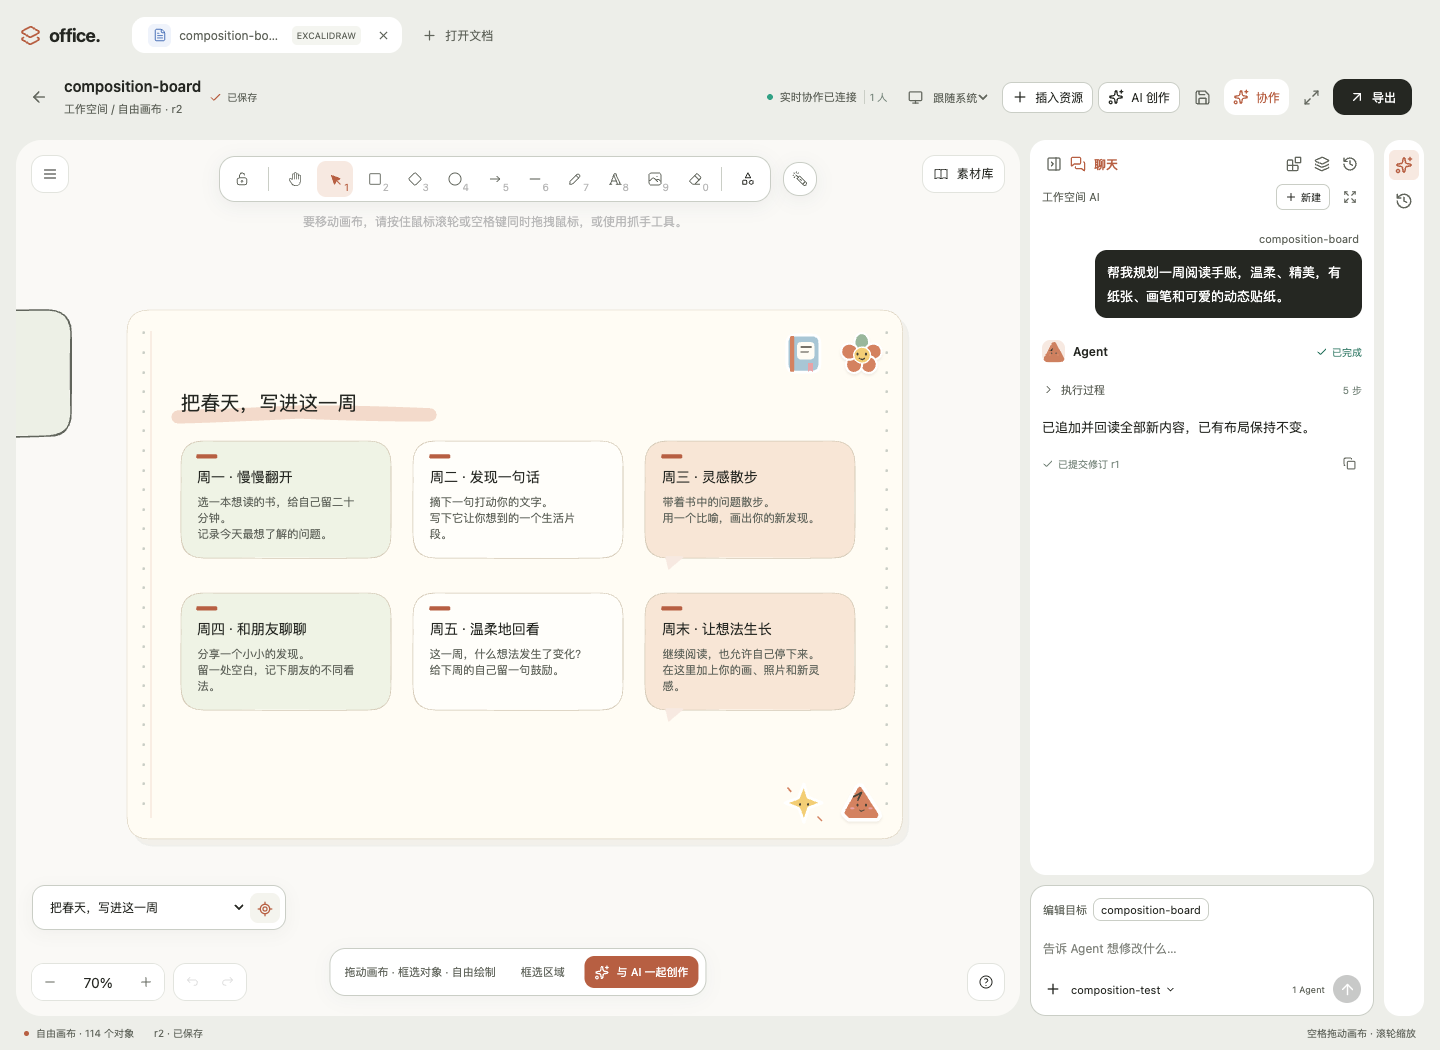 office.
composition-bo...
EXCALIDRAW
打开文档
composition-board
工作空间 / 自由画布 · r2
已保存
实时协作已连接
1 人
跟随系统
插入资源
AI 创作
协作
导出
1
2
3
4
5
6
7
8
9
0
素材库
要移动画布，请按住鼠标滚轮或空格键同时拖拽鼠标，或使用抓手工具。
把春天，写进这一周
周一 · 慢慢翻开
选一本想读的书，给自己留二十
分钟。
记录今天最想了解的问题。
周二 · 发现一句话
摘下一句打动你的文字。
写下它让你想到的一个生活片
段。
周三 · 灵感散步
带着书中的问题散步。
用一个比喻，画出你的新发现。
周四 · 和朋友聊聊
分享一个小小的发现。
留一处空白，记下朋友的不同看
法。
周五 · 温柔地回看
这一周，什么想法发生了变化?
给下周的自己留一句鼓励。
周末 · 让想法生长
继续阅读，也允许自己停下来。
在这里加上你的画、照片和新灵
感。
把春天，写进这一周
70%
拖动画布 · 框选对象 · 自由绘制
框选区域
与 AI 一起创作
自由画布 · 114 个对象
r2 · 已保存
聊天
工作空间 AI
新建
composition-board
帮我规划一周阅读手账，温柔、精美，有
纸张、画笔和可爱的动态贴纸。
Agent
已完成
执行过程
5 步
已追加并回读全部新内容，已有布局保持不变。
已提交修订 r1
编辑目标
composition-board
告诉 Agent 想修改什么...
composition-test
1 Agent
空格拖动画布 · 滚轮缩放